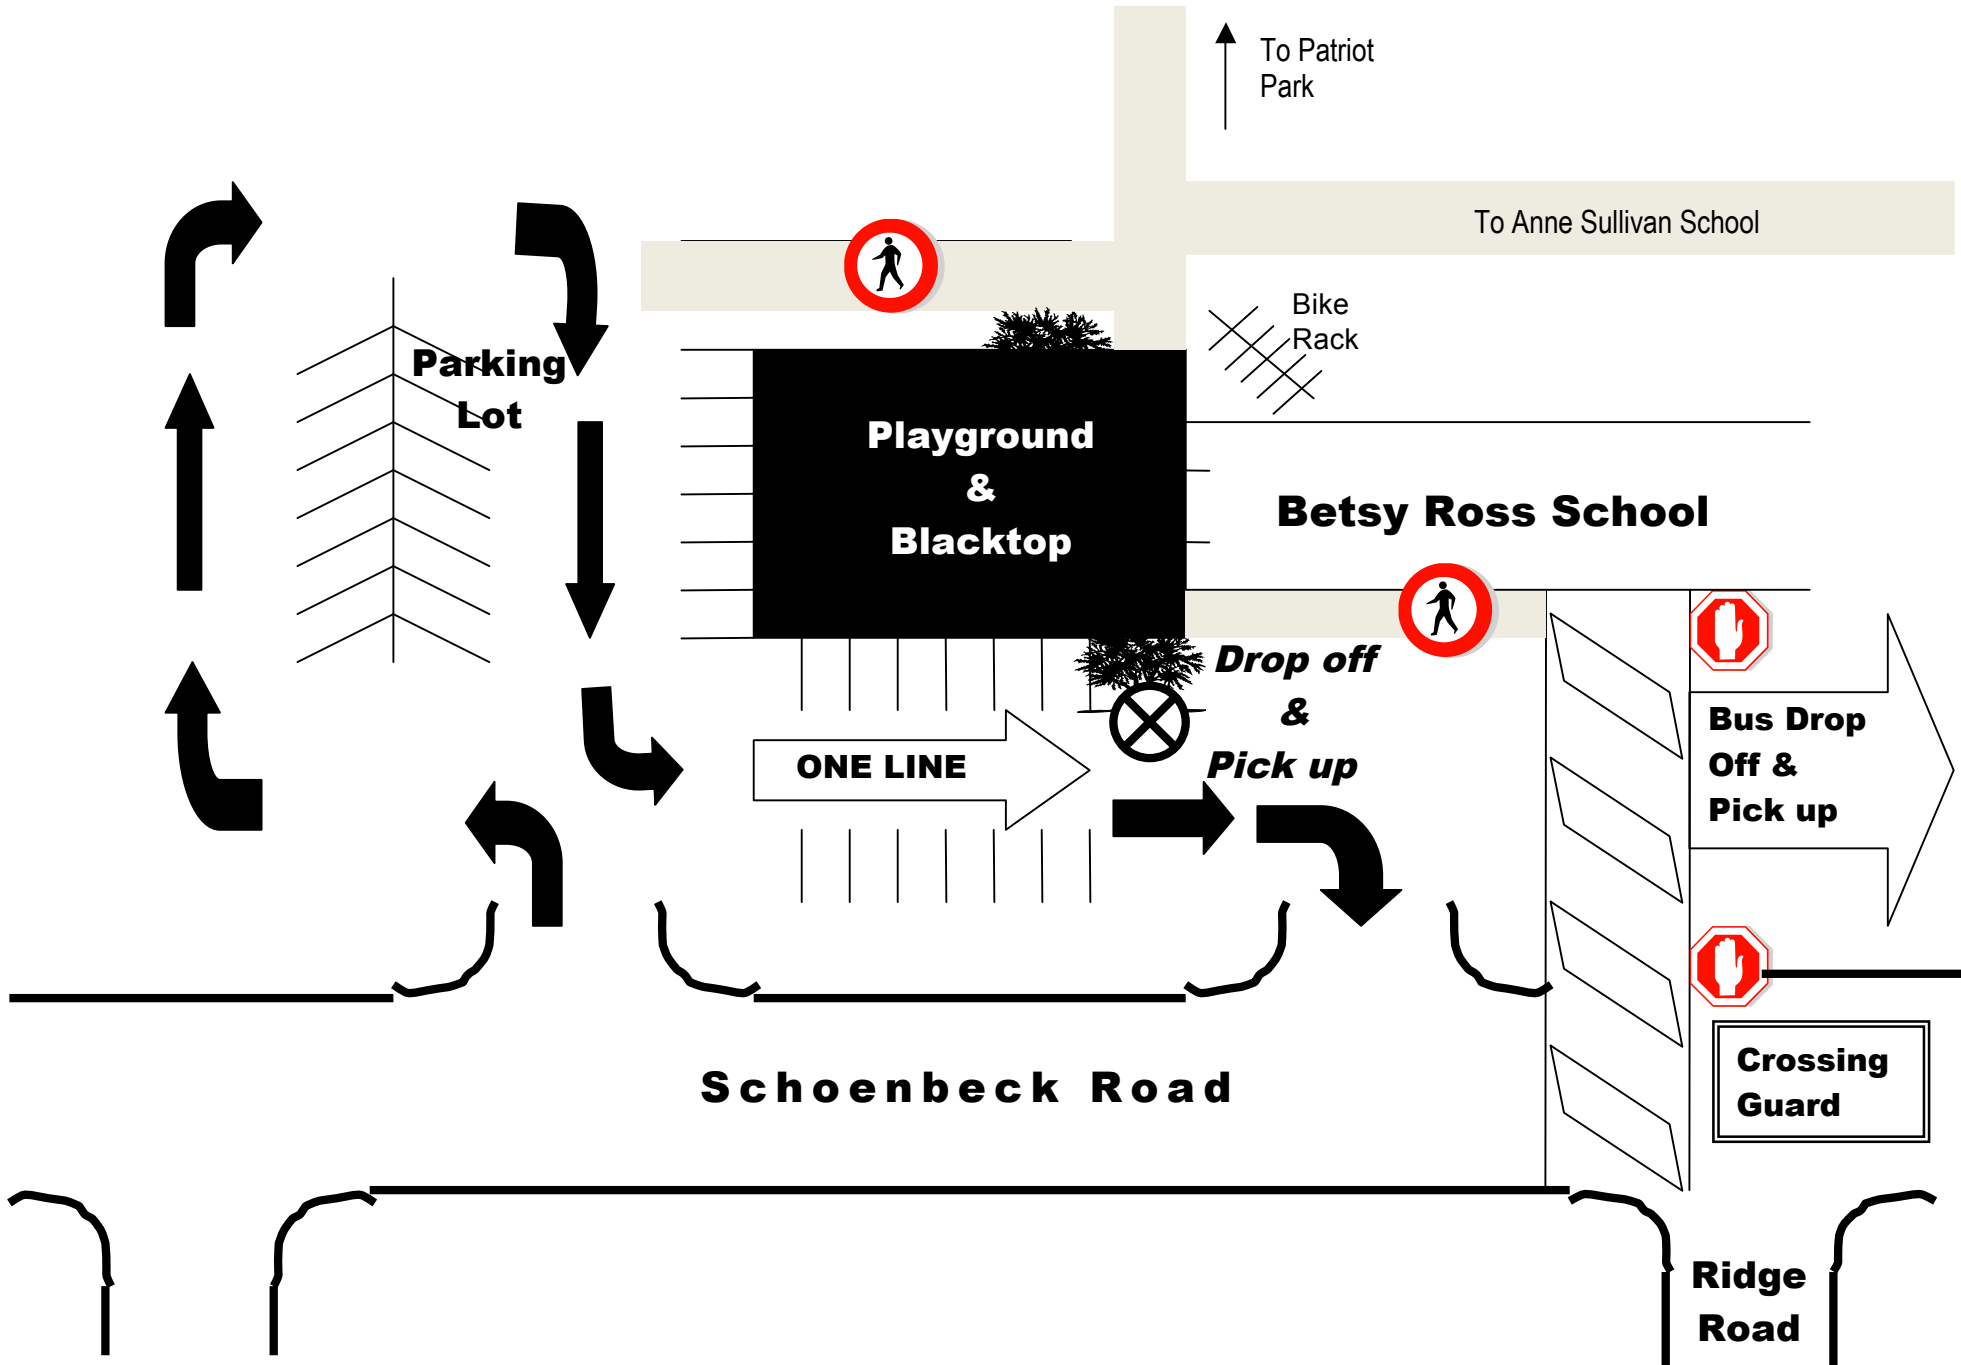 To Patriot
Park
To Anne Sullivan School
Bike
Rack
Parking
Lot
Playground
&
Blacktop
Betsy Ross School
Drop off
&
Pick up
ONE LINE
Bus Drop
Off &
Pick up
Crossing
Guard
Schoenbeck Road
Ridge
Road